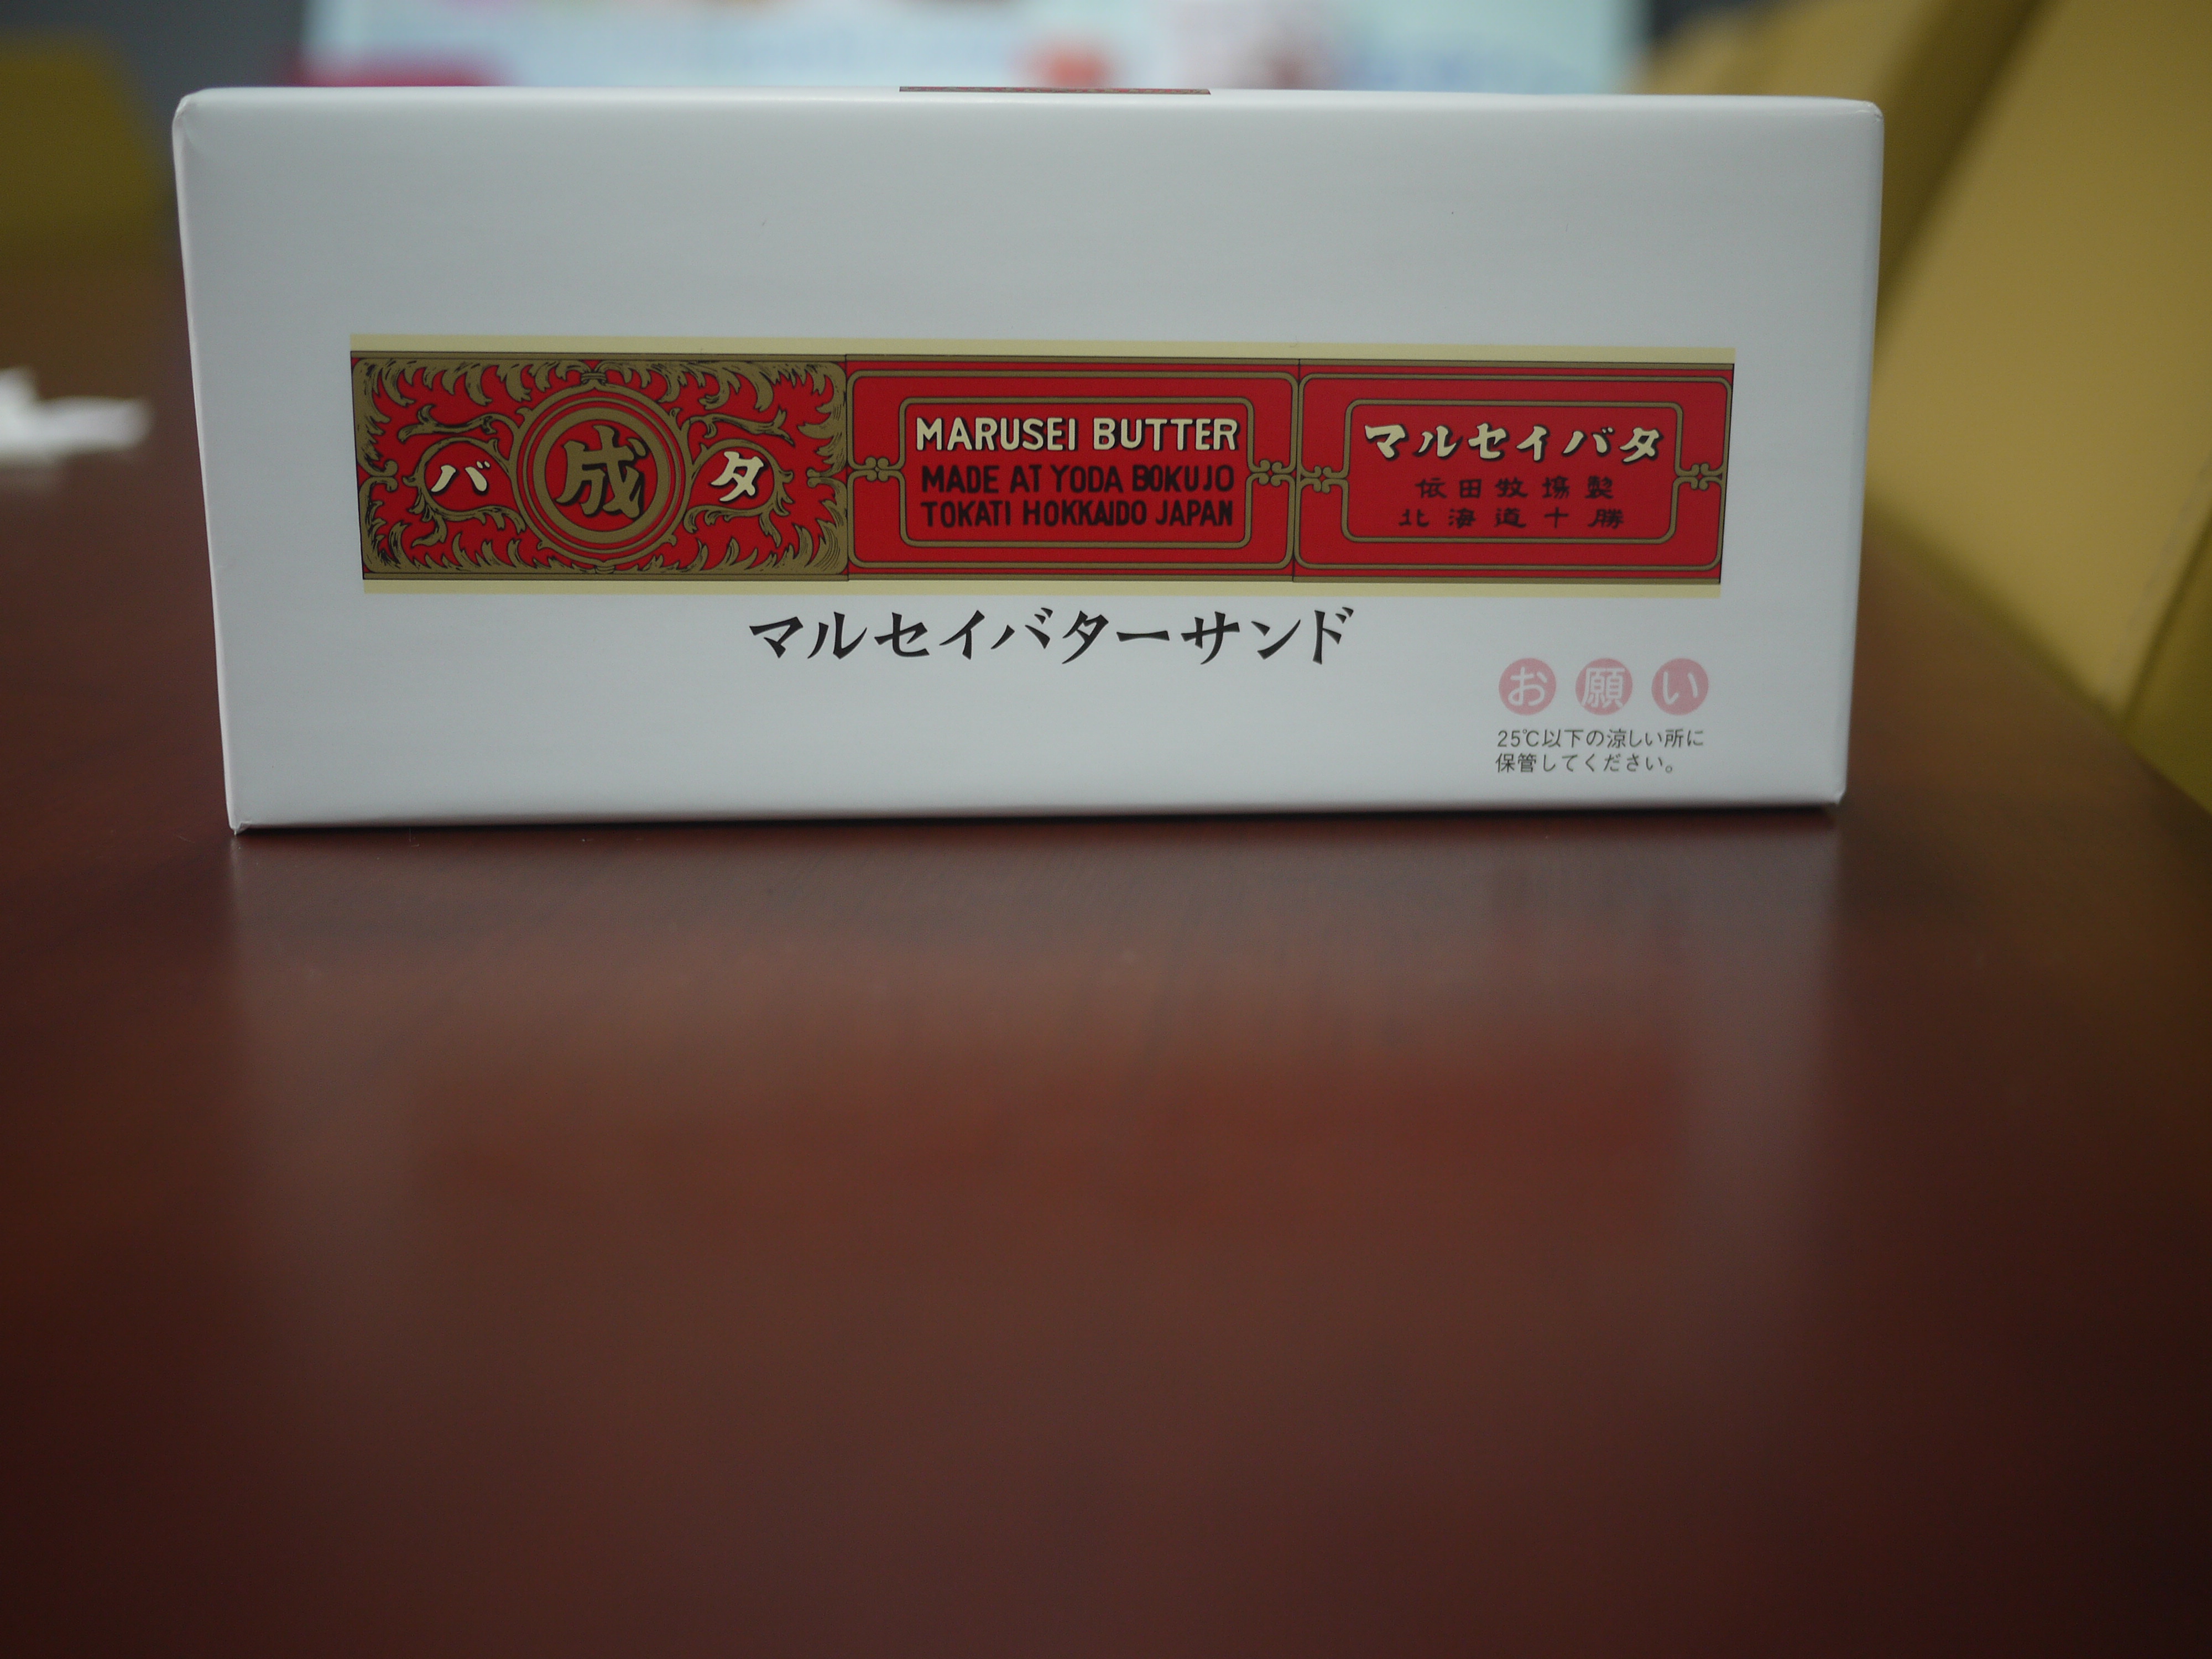 バ 成 タ
MARUSEI BUTTER
MADE AT YODA BOKUJO
TOKATI HOKKAIDO JAPAN
マルセイバタ
依田牧場製
北海道十勝
マルセイバターサンド
お願い
25℃以下の涼しい所に
保管してください。